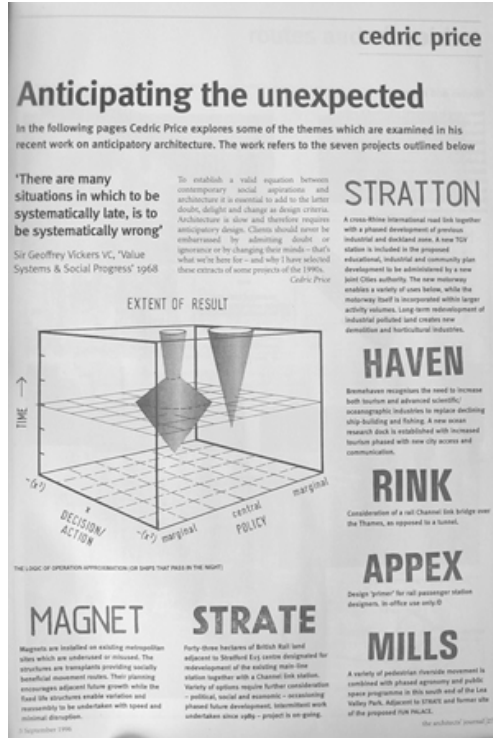 cedric price
Anticipating the unexpected
In the following pages Cedric Price explores some of the themes which are examined in his
recent work on anticipatory architecture. The work refers to the seven projects outlined below
'There are many
situations in which to be
systematically late, is to
be systematically wrong'
Sir Geoffrey Vickers VC, 'Value
Systems & Social Progress' 1968
To establish a valid equation between
contemporary social aspirations and
architecture it is essential to add to the latter
doubt, delight and change as design criteria.
Architecture is slow and therefore requires
anticipatory design. Clients should never be
embarrassed by admitting doubt or
ignorance or by changing their minds – that's
what we're here for – and why I have selected
these extracts of some projects of the 1990s.
Cedric Price
EXTENT OF RESULT
TIME →
-(x²)
x
DECISION/
ACTION
-(x²)
marginal
central
POLICY
marginal
THE LOGIC OF OPERATION APPROXIMATION (OR SHIPS THAT PASS IN THE NIGHT)
STRATTON
A cross-Rhine international road link together
with a phased development of previous
industrial and dockland zone. A new TGV
station is included in the proposed
educational, industrial and community plan
development to be administered by a new
Joint Cities authority. The new motorway
enables a variety of uses below, while the
motorway itself is incorporated within larger
activity volumes. Long-term redevelopment of
industrial polluted land creates new
demolition and horticultural industries.
HAVEN
Bremehaven recognises the need to increase
both tourism and advanced scientific/
oceanographic industries to replace declining
ship-building and fishing. A new ocean
research dock is established with increased
tourism phased with new city access and
communication.
RINK
Consideration of a rail Channel link bridge over
the Thames, as opposed to a tunnel.
APPEX
Design 'primer' for rail passenger station
designers. In-office use only.©
MILLS
A variety of pedestrian riverside movement is
combined with phased agronomy and public
space programme in this south end of the Lea
Valley Park. Adjacent to STRATE and former site
of the proposed FUN PALACE.
MAGNET
Magnets are installed on existing metropolitan
sites which are underused or misused. The
structures are transplants providing socially
beneficial movement routes. Their planning
encourages adjacent future growth while the
fixed life structures enable variation and
reassembly to be undertaken with speed and
minimal disruption.
STRATE
Forty-three hectares of British Rail land
adjacent to Stratford E15 centre designated for
redevelopment of the existing main-line
station together with a Channel link station.
Variety of options require further consideration
– political, social and economic – occasioning
phased future development. Intermittent work
undertaken since 1989 – project is on-going.
5 September 1996
the architects' journal